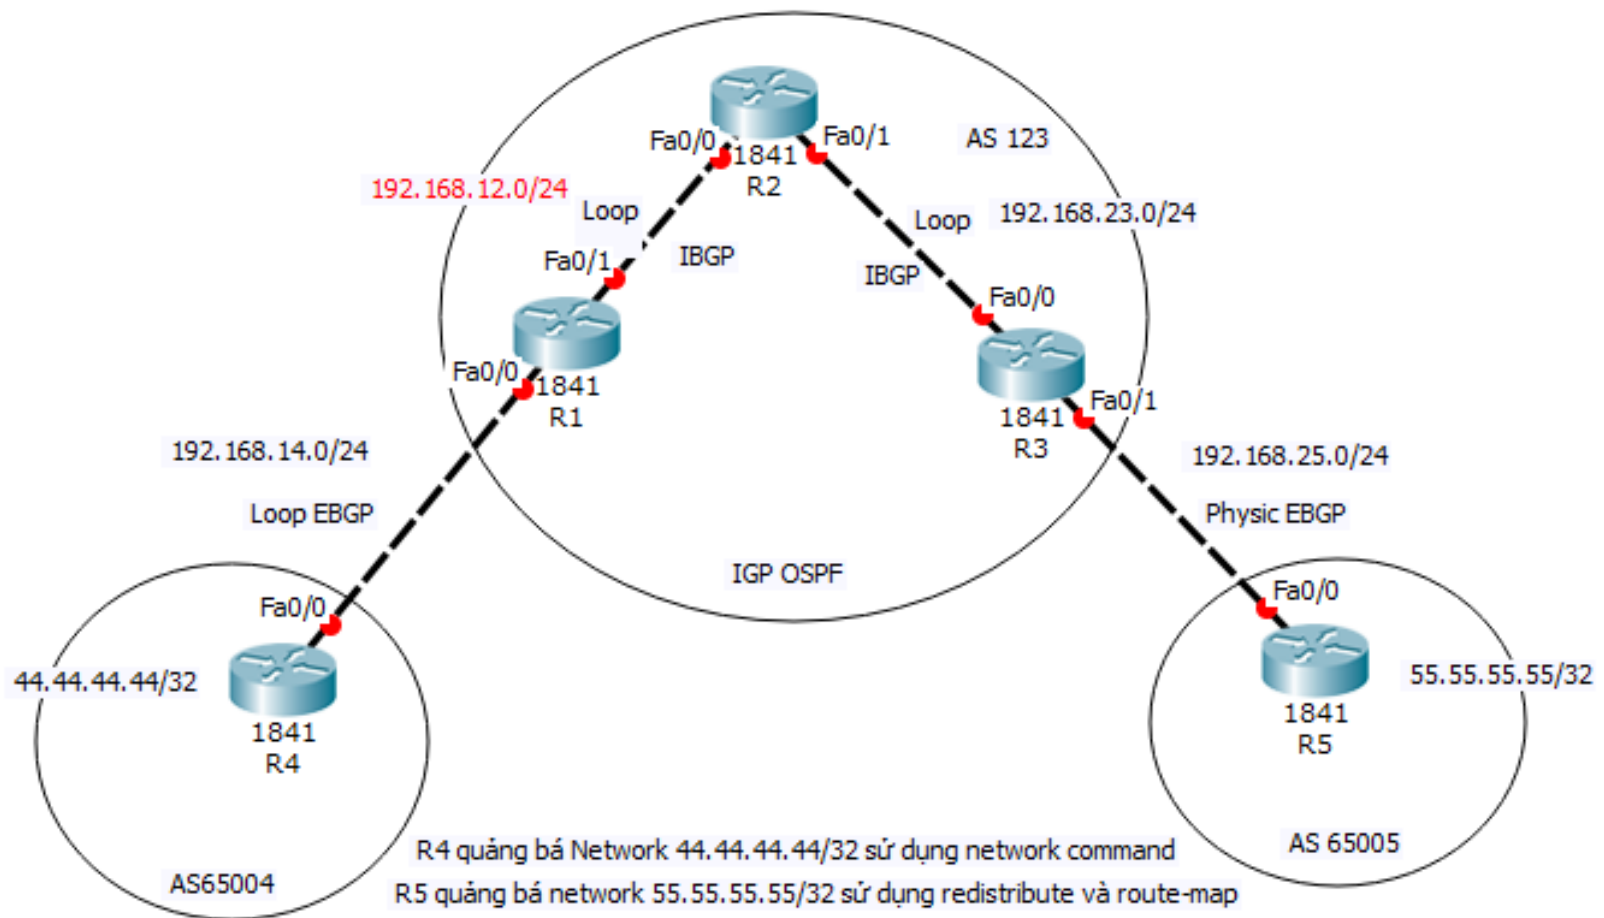 Fa0/0
Fa0/1
1841
R2
AS 123
192.168.12.0/24
Loop
Loop
192.168.23.0/24
Fa0/1
IBGP
IBGP
Fa0/0
Fa0/0
1841
R1
1841
R3
Fa0/1
192.168.14.0/24
192.168.25.0/24
Loop EBGP
Physic EBGP
IGP OSPF
Fa0/0
Fa0/0
44.44.44.44/32
1841
R4
55.55.55.55/32
1841
R5
R4 quảng bá Network 44.44.44.44/32 sử dụng network command
AS 65005
AS65004
R5 quảng bá network 55.55.55.55/32 sử dụng redistribute và route-map